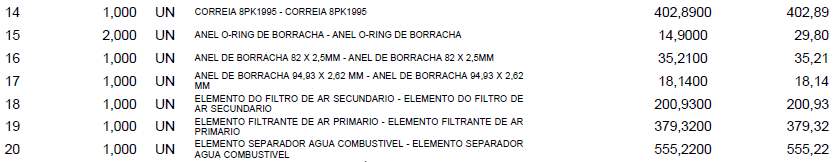 14 1,000 UN CORREIA 8PK1995 - CORREIA 8PK1995 402,8900 402,89
15 2,000 UN ANEL O-RING DE BORRACHA - ANEL O-RING DE BORRACHA 14,9000 29,80
16 1,000 UN ANEL DE BORRACHA 82 X 2,5MM - ANEL DE BORRACHA 82 X 2,5MM 35,2100 35,21
17 1,000 UN ANEL DE BORRACHA 94,93 X 2,62 MM - ANEL DE BORRACHA 94,93 X 2,62 18,1400 18,14
MM
18 1,000 UN ELEMENTO DO FILTRO DE AR SECUNDARIO - ELEMENTO DO FILTRO DE 200,9300 200,93
AR SECUNDARIO
19 1,000 UN ELEMENTO FILTRANTE DE AR PRIMARIO - ELEMENTO FILTRANTE DE AR 379,3200 379,32
PRIMARIO
20 1,000 UN ELEMENTO SEPARADOR AGUA COMBUSTIVEL - ELEMENTO SEPARADOR 555,2200 555,22
AGUA COMBUSTIVEL